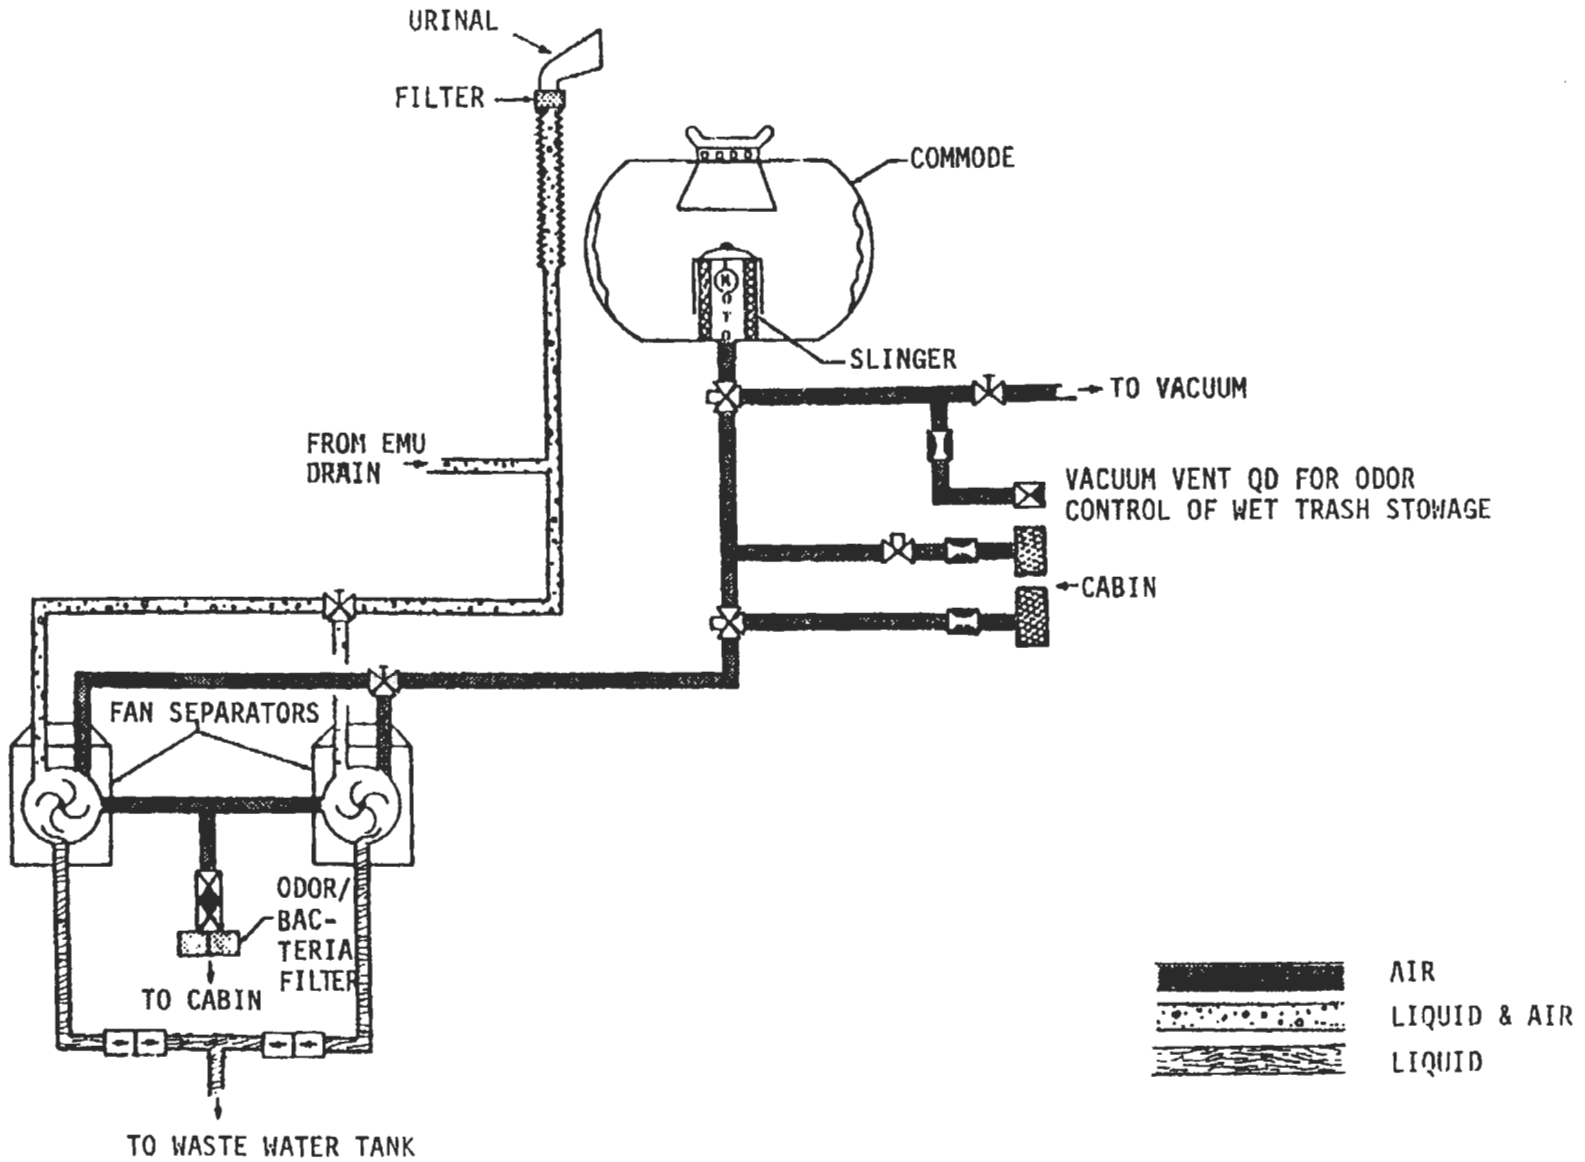 URINAL
FILTER
COMMODE
MOTO
SLINGER
TO VACUUM
FROM EMU
DRAIN
VACUUM VENT QD FOR ODOR
CONTROL OF WET TRASH STOWAGE
CABIN
FAN SEPARATORS
ODOR/
BAC-
TERIA
FILTER
TO CABIN
AIR
LIQUID & AIR
LIQUID
TO WASTE WATER TANK